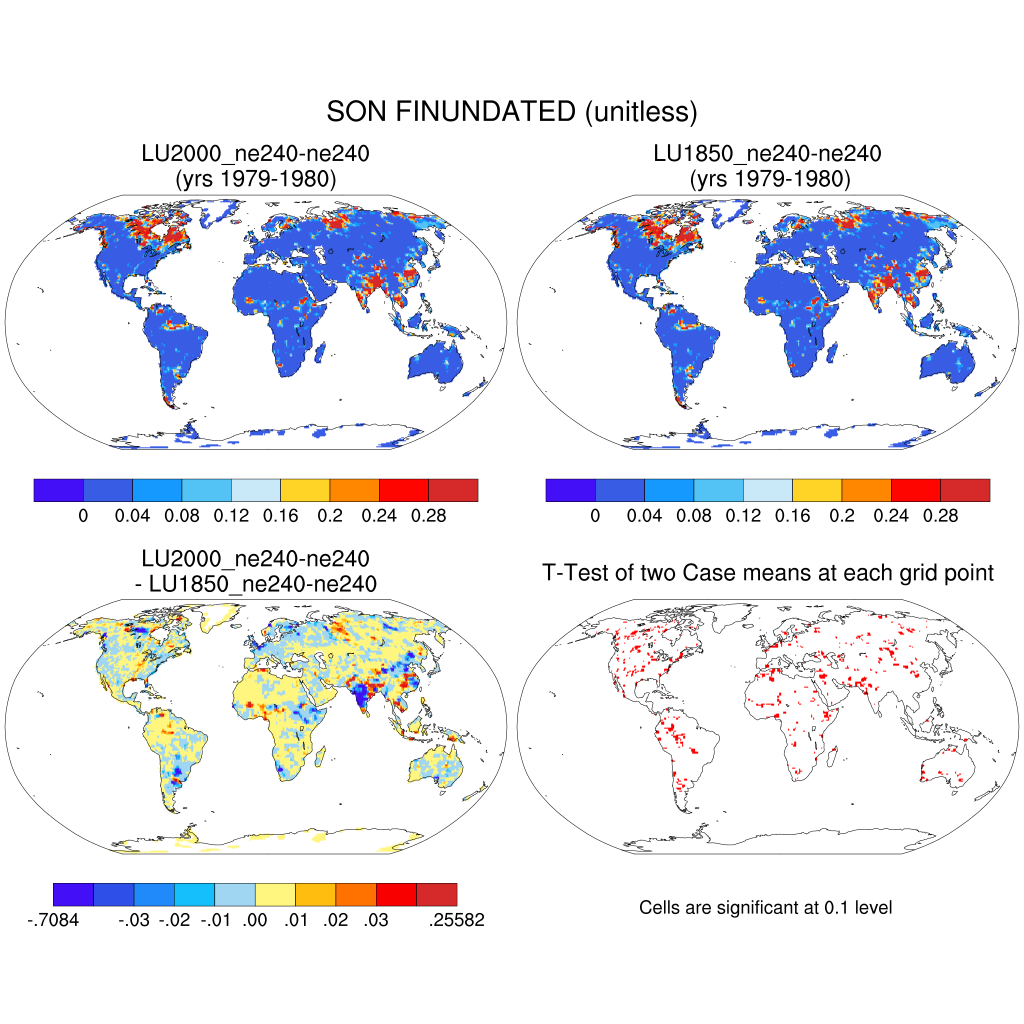 SON FINUNDATED (unitless)
LU2000_ne240-ne240
(yrs 1979-1980)
LU1850_ne240-ne240
(yrs 1979-1980)
0 0.04 0.08 0.12 0.16 0.2 0.24 0.28
0 0.04 0.08 0.12 0.16 0.2 0.24 0.28
LU2000_ne240-ne240
- LU1850_ne240-ne240
T-Test of two Case means at each grid point
-.7084 -.03 -.02 -.01 .00 .01 .02 .03 .25582
Cells are significant at 0.1 level